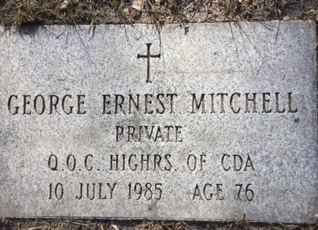 GEORGE ERNEST MITCHELL
PRIVATE
Q.O.C. HIGHRS. OF CDA
10 JULY 1985 AGE 76